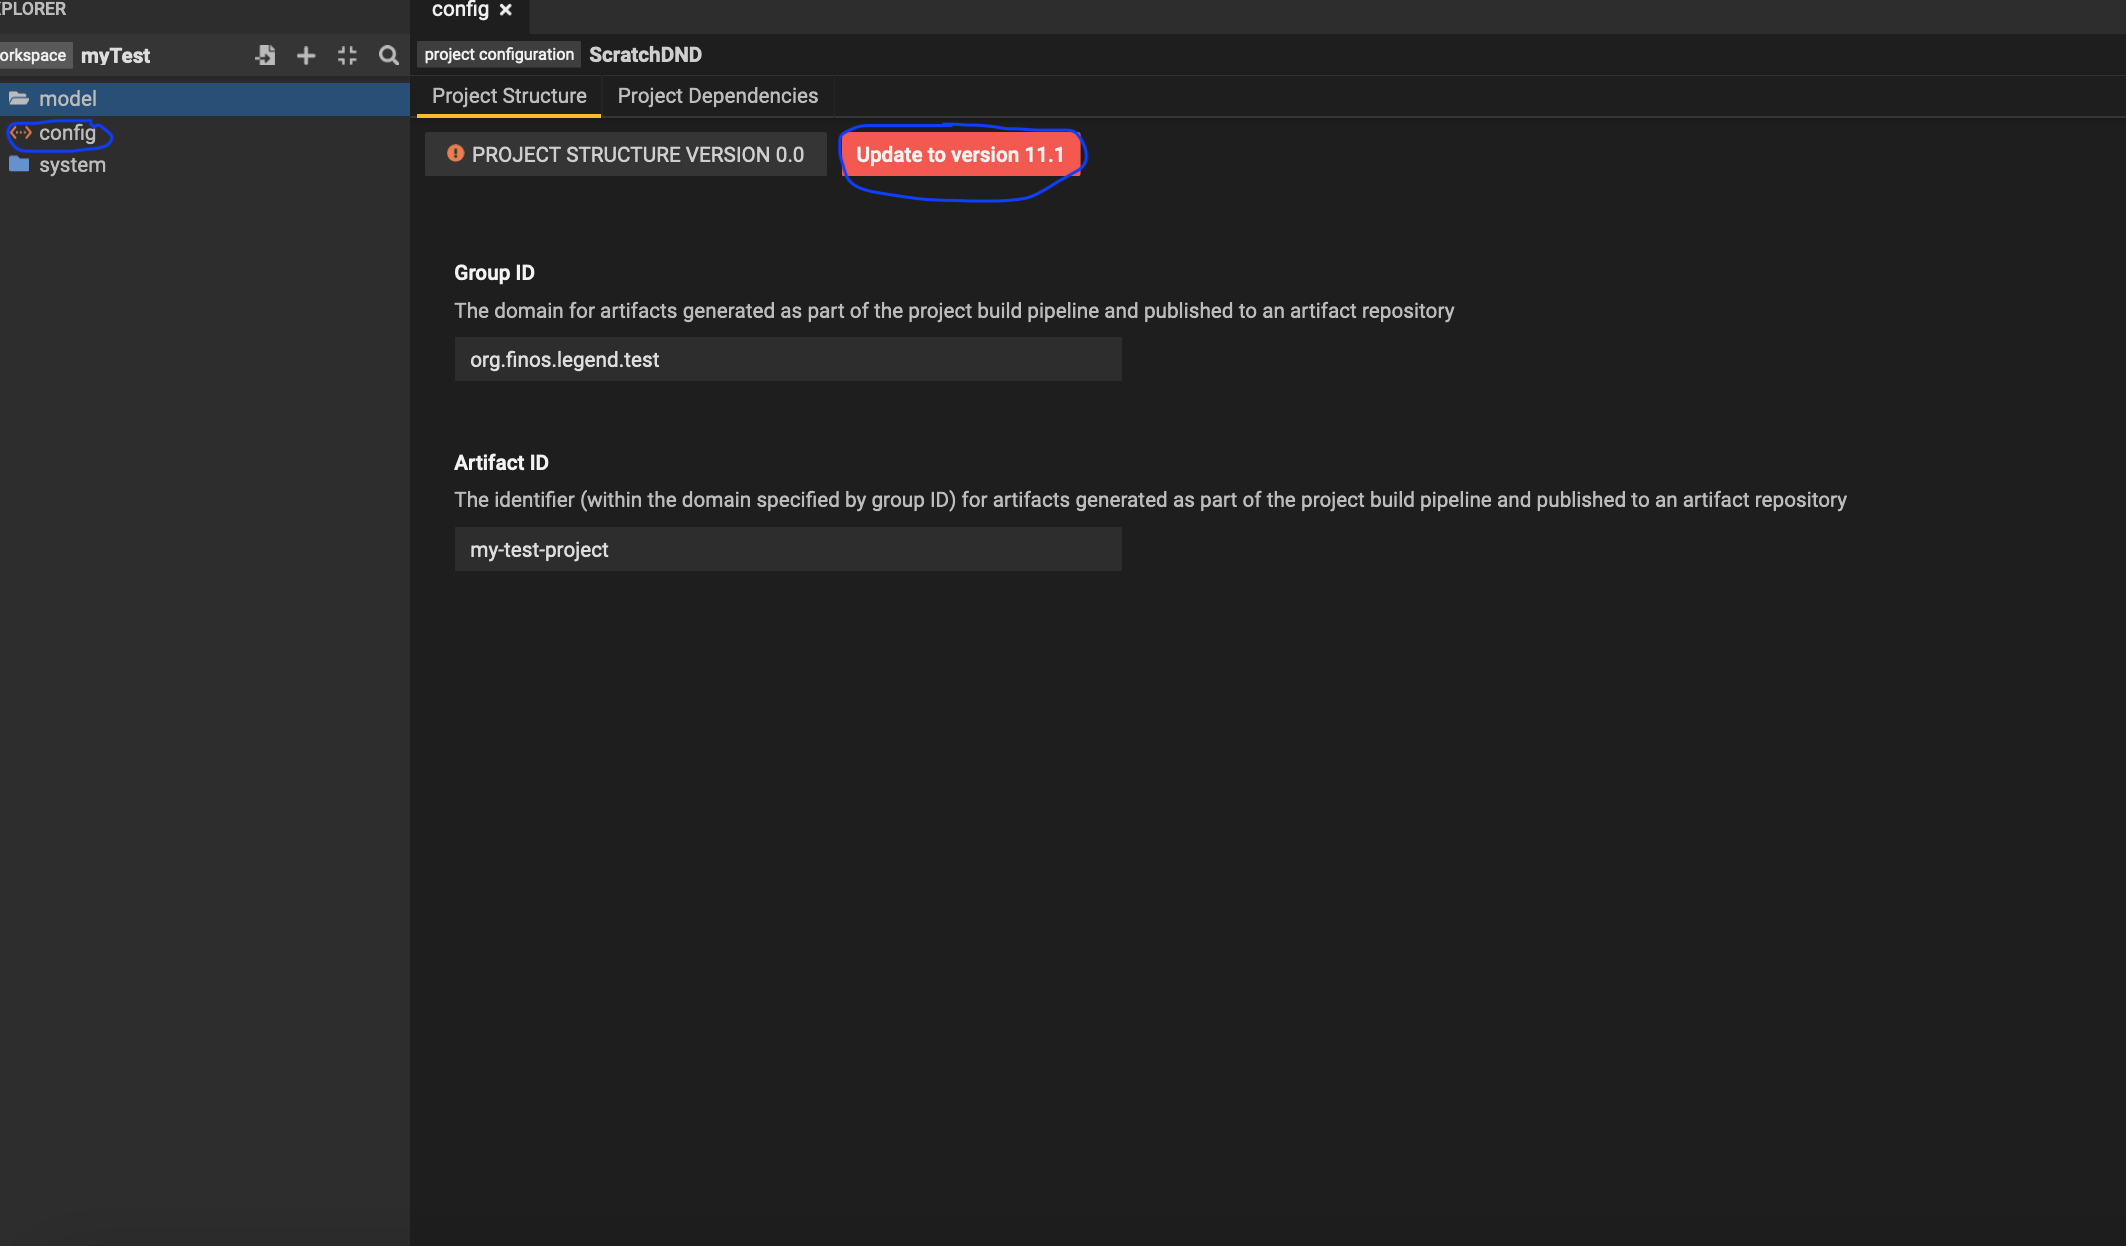 PLORER
config ×
orkspace myTest
project configuration ScratchDND
model
config
system
Project Structure Project Dependencies
PROJECT STRUCTURE VERSION 0.0 Update to version 11.1
Group ID
The domain for artifacts generated as part of the project build pipeline and published to an artifact repository
org.finos.legend.test
Artifact ID
The identifier (within the domain specified by group ID) for artifacts generated as part of the project build pipeline and published to an artifact repository
my-test-project